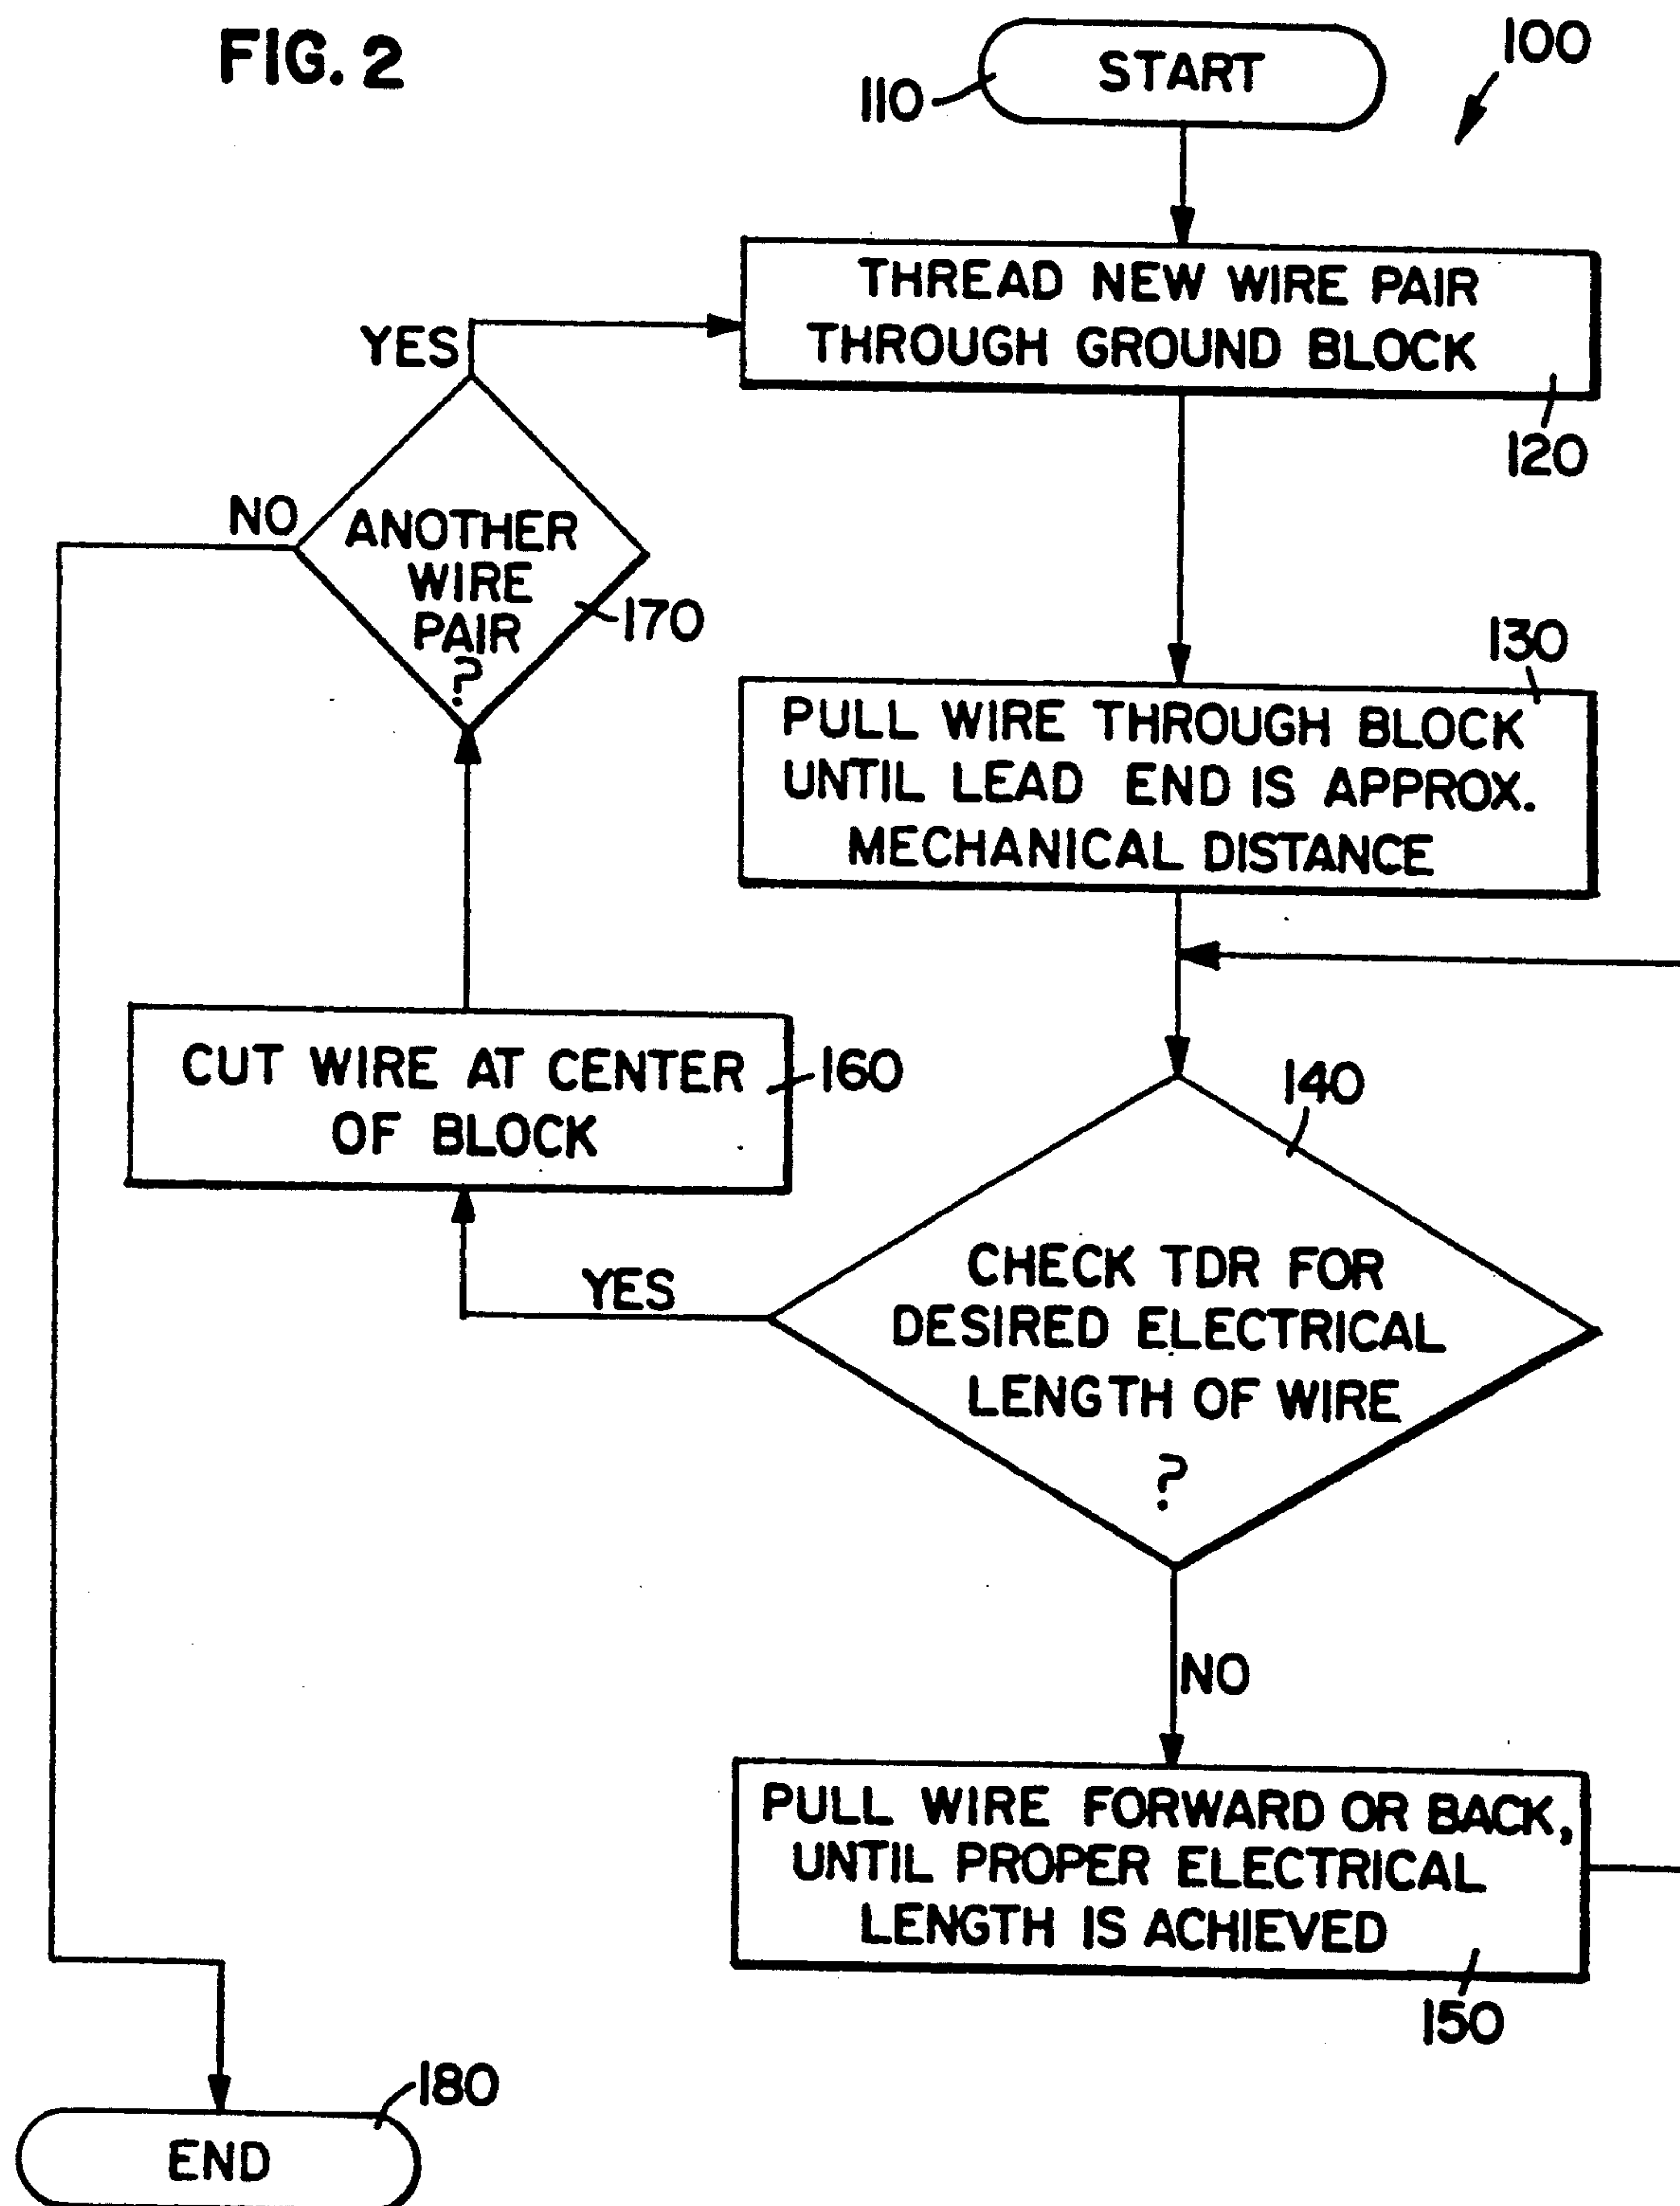 FIG. 2
START
110
100
THREAD NEW WIRE PAIR
THROUGH GROUND BLOCK
120
YES
NO
ANOTHER
WIRE
PAIR
?
170
130
PULL WIRE THROUGH BLOCK
UNTIL LEAD END IS APPROX.
MECHANICAL DISTANCE
CUT WIRE AT CENTER
OF BLOCK
160
140
CHECK TDR FOR
DESIRED ELECTRICAL
LENGTH OF WIRE
?
YES
NO
PULL WIRE FORWARD OR BACK,
UNTIL PROPER ELECTRICAL
LENGTH IS ACHIEVED
150
180
END